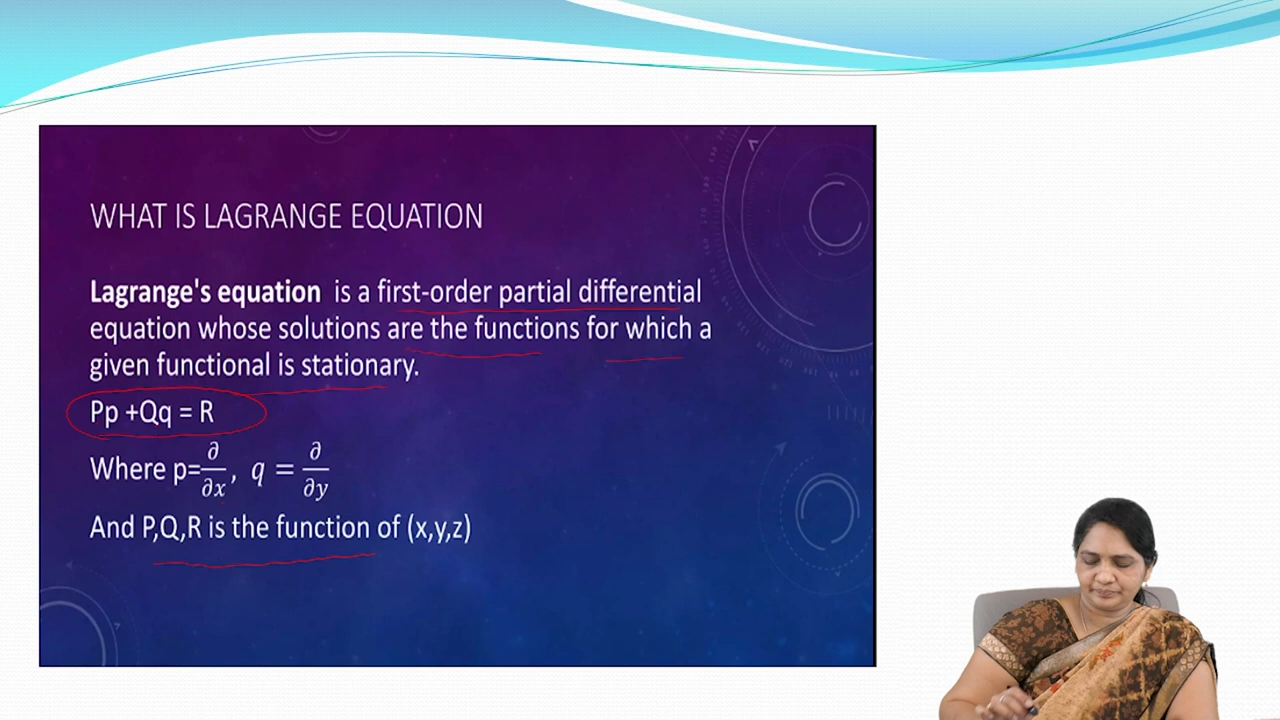 WHAT IS LAGRANGE EQUATION
Lagrange's equation is a first-order partial differential
equation whose solutions are the functions for which a
given functional is stationary.
Pp +Qq = R
Where p=∂/∂x , q = ∂/∂y
And P,Q,R is the function of (x,y,z)